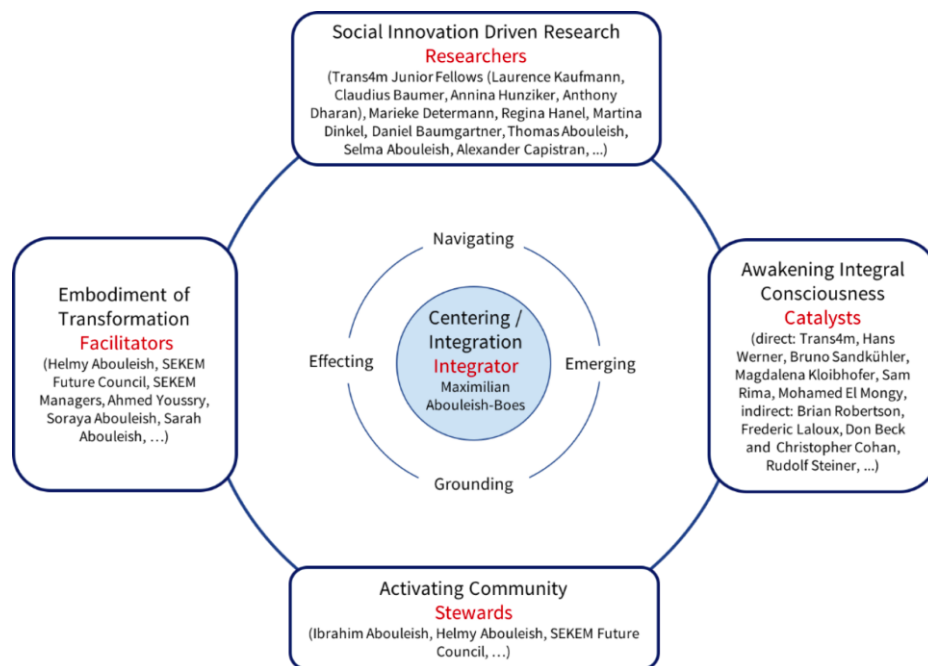 Social Innovation Driven Research
Researchers
(Trans4m Junior Fellows (Laurence Kaufmann,
Claudius Baumer, Annina Hunziker, Anthony
Dharan), Marieke Determann, Regina Hanel, Martina
Dinkel, Daniel Baumgartner, Thomas Abouleish,
Selma Abouleish, Alexander Capistran, ...)
Navigating
Embodiment of
Transformation
Facilitators
(Helmy Abouleish, SEKEM
Future Council, SEKEM
Managers, Ahmed Youssry,
Soraya Abouleish, Sarah
Abouleish, …)
Effecting
Centering /
Integration
Integrator
Maximilian
Abouleish-Boes
Emerging
Awakening Integral
Consciousness
Catalysts
(direct: Trans4m, Hans
Werner, Bruno Sandkühler,
Magdalena Kloibhofer, Sam
Rima, Mohamed El Mongy,
indirect: Brian Robertson,
Frederic Laloux, Don Beck
and Christopher Cohan,
Rudolf Steiner, ...)
Grounding
Activating Community
Stewards
(Ibrahim Abouleish, Helmy Abouleish, SEKEM Future
Council, …)